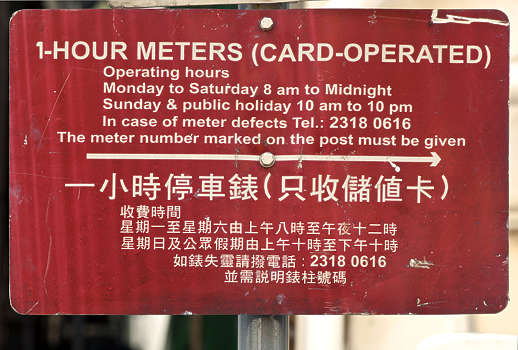 1-HOUR METERS (CARD-OPERATED)
Operating hours
Monday to Saturday 8 am to Midnight
Sunday & public holiday 10 am to 10 pm
In case of meter defects Tel.: 2318 0616
The meter number marked on the post must be given
一小時停車錶(只收儲值卡)
收費時間
星期一至星期六由上午八時至午夜十二時
星期日及公眾假期由上午十時至下午十時
如錶失靈請撥電話：2318 0616
並需説明錶柱號碼